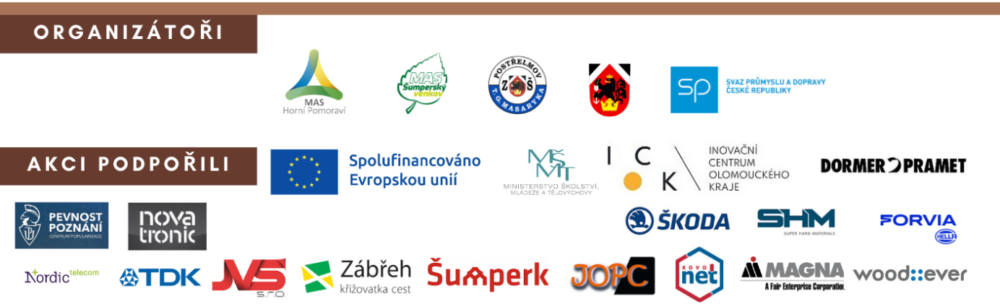 ORGANIZÁTOŘI
MAS
Horní Pomoraví
MAS
Šumperský
venkov
POSTŘELMOV
Z Š
T.G.MASARYKA
SP
SVAZ PRŮMYSLU A DOPRAVY
ČESKÉ REPUBLIKY
AKCI PODPOŘILI
Spolufinancováno
Evropskou unií
MŠ
MT
MINISTERSTVO ŠKOLSTVÍ,
MLÁDEŽE A TĚLOVÝCHOVY
I C
K
INOVAČNÍ
CENTRUM
OLOMOUCKÉHO
KRAJE
DORMER PRAMET
PEVNOST
POZNÁNÍ
CENTRUM POPULARIZACE
nova
tronic
ŠKODA
SHM
SUPER HARD MATERIALS
FORVIA
HELLA
Nordic telecom
TDK
JVS
s.r.o.
Zábřeh
křižovatka cest
Šumperk
JOPC
KOVO
net
MAGNA
A Fair Enterprise Corporation.
wood::ever